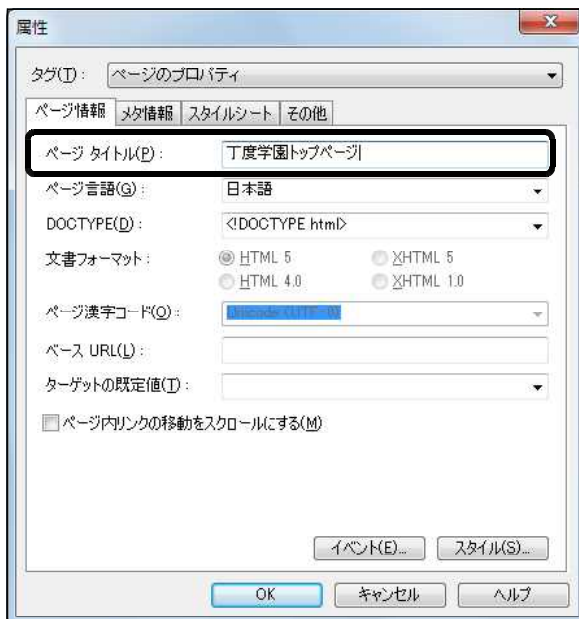 属性
タグ(T): ページのプロパティ
ページ情報 メタ情報 スタイルシート その他
ページ タイトル(P): 丁度学園トップページ
ページ言語(G): 日本語
DOCTYPE(D): <!DOCTYPE html>
文書フォーマット: HTML 5 XHTML 5
HTML 4.0 XHTML 1.0
ページ漢字コード(O): Unicode (UTF-8)
ベース URL(L):
ターゲットの既定値(T):
ページ内リンクの移動をスクロールにする(M)
イベント(E)... スタイル(S)...
OK キャンセル ヘルプ